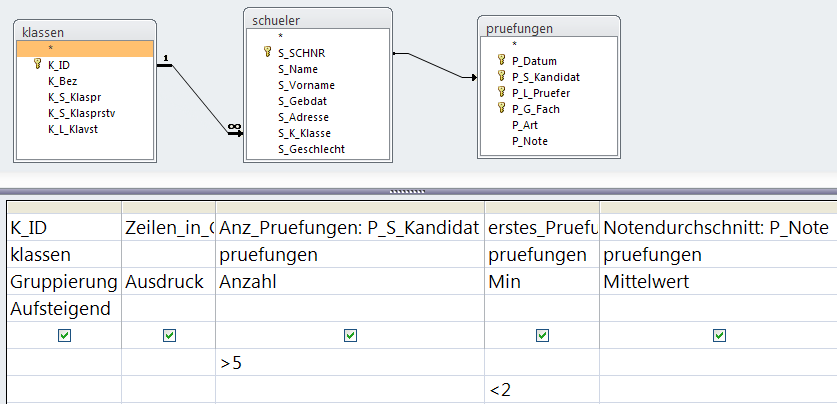 klassen
*
K_ID
K_Bez
K_S_Klaspr
K_S_Klasprstv
K_L_Klavst
1
∞
schueler
*
S_SCHNR
S_Name
S_Vorname
S_Gebdat
S_Adresse
S_K_Klasse
S_Geschlecht
pruefungen
*
P_Datum
P_S_Kandidat
P_L_Pruefer
P_G_Fach
P_Art
P_Note
K_ID Zeilen_in_ Anz_Pruefungen: P_S_Kandidat erstes_Pruefu Notendurchschnitt: P_Note
klassen pruefungen pruefungen pruefungen
Gruppierung Ausdruck Anzahl Min Mittelwert
Aufsteigend
>5
<2